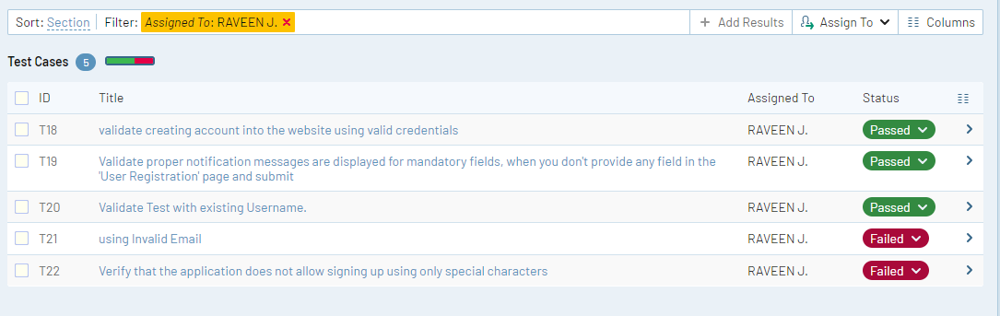 Sort: Section Filter: Assigned To: RAVEEN J. Add Results Assign To Columns
Test Cases 5
ID Title Assigned To Status
T18 validate creating account into the website using valid credentials RAVEEN J. Passed
T19 Validate proper notification messages are displayed for mandatory fields, when you don't provide any field in the RAVEEN J. Passed
'User Registration' page and submit
T20 Validate Test with existing Username. RAVEEN J. Passed
T21 using Invalid Email RAVEEN J. Failed
T22 Verify that the application does not allow signing up using only special characters RAVEEN J. Failed